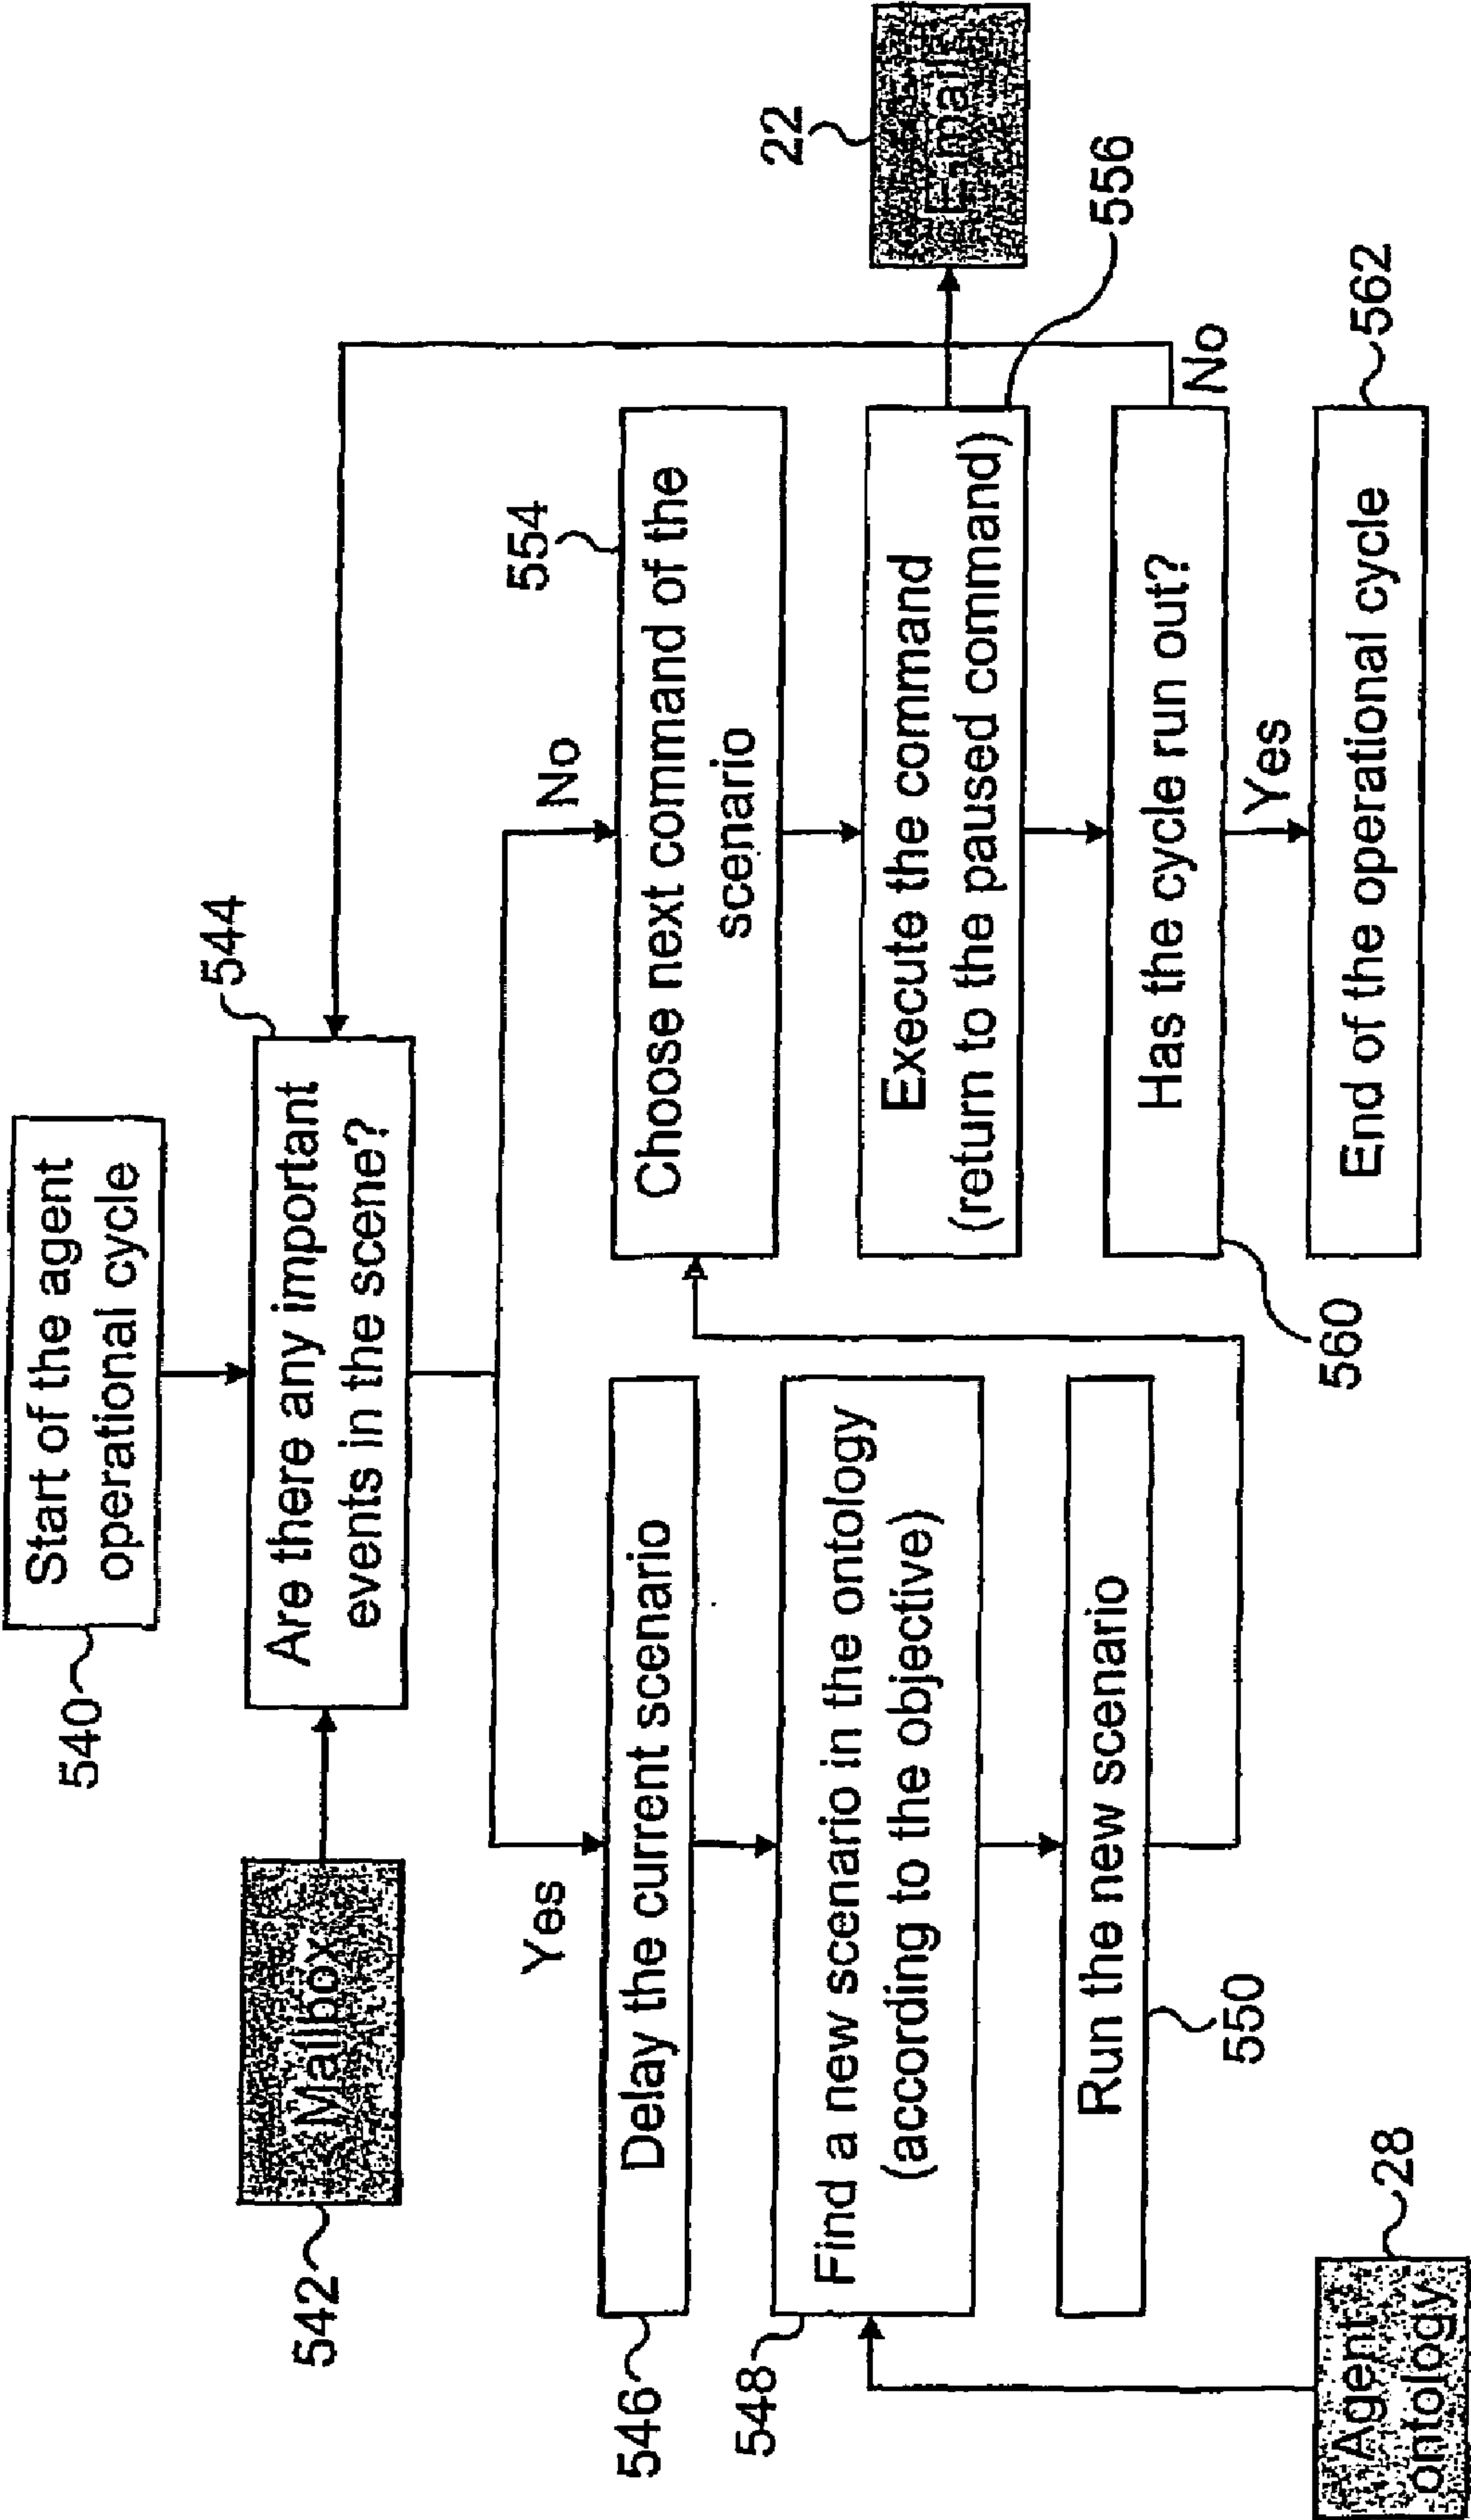 Start of the agent
operational cycle
540
544
Mailbox
542
Are there any important
events in the scene?
Yes
No
546
Delay the current scenario
554
Choose next command of the
scenario
548
Find a new scenario in the ontology
(according to the objective)
Execute the command
(return to the paused command)
22
Email
556
Run the new scenario
550
Has the cycle run out?
No
560
Yes
Agent
ontology
28
End of the operational cycle
562